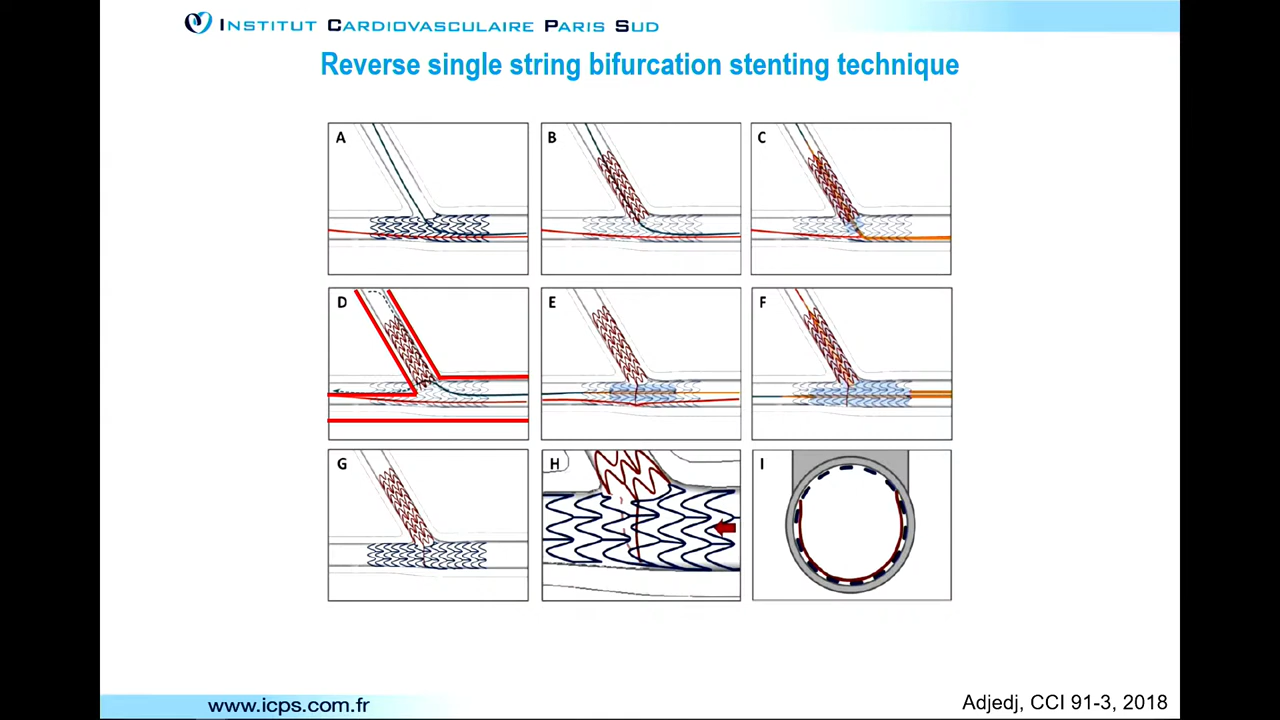 INSTITUT CARDIOVASCULAIRE PARIS SUD
Reverse single string bifurcation stenting technique
A
B
C
D
E
F
G
H
I
www.icps.com.fr
Adjedj, CCI 91-3, 2018